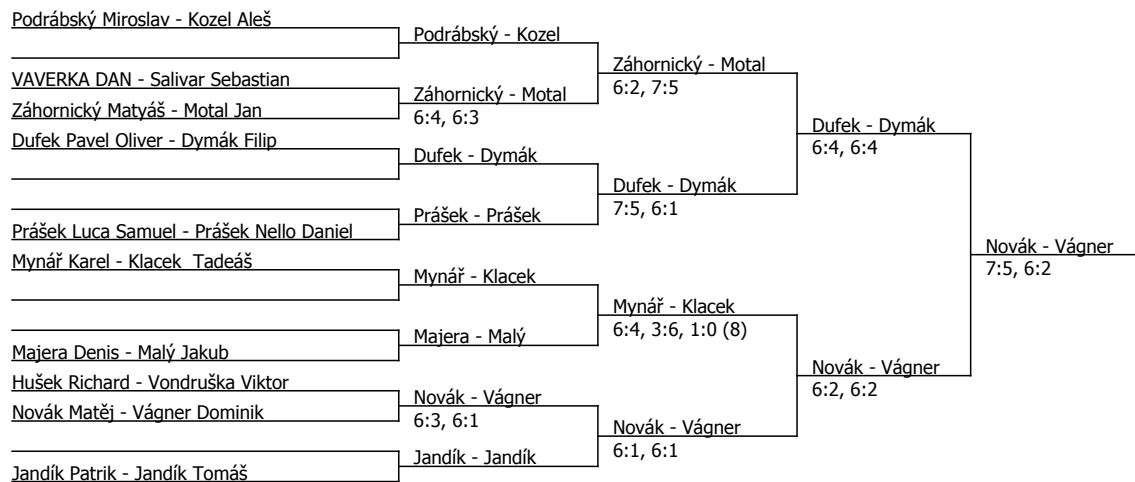 Podrábský Miroslav - Kozel Aleš
Podrábský - Kozel
Záhornický - Motal
6:2, 7:5
VAVERKA DAN - Salivar Sebastian
Záhornický Matyáš - Motal Jan
Záhornický - Motal
6:4, 6:3
Dufek - Dymák
6:4, 6:4
Dufek Pavel Oliver - Dymák Filip
Dufek - Dymák
Dufek - Dymák
7:5, 6:1
Prášek - Prášek
Prášek Luca Samuel - Prášek Nello Daniel
Novák - Vágner
7:5, 6:2
Mynář Karel - Klacek  Tadeáš
Mynář - Klacek
Mynář - Klacek
6:4, 3:6, 1:0 (8)
Majera - Malý
Majera Denis - Malý Jakub
Novák - Vágner
6:2, 6:2
Hušek Richard - Vondruška Viktor
Novák Matěj - Vágner Dominik
Novák - Vágner
6:3, 6:1
Novák - Vágner
6:1, 6:1
Jandík - Jandík
Jandík Patrik - Jandík Tomáš